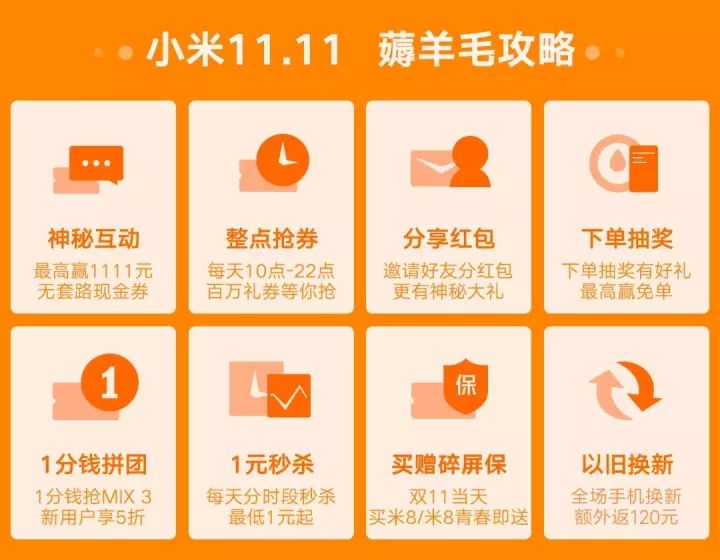 小米11.11 薅羊毛攻略
神秘互动
最高赢1111元
无套路现金券
整点抢券
每天10点-22点
百万礼券等你抢
分享红包
邀请好友分红包
更有神秘大礼
下单抽奖
下单抽奖有好礼
最高赢免单
1
1分钱拼团
1分钱抢MIX 3
新用户享5折
1元秒杀
每天分时段秒杀
最低1元起
保
买赠碎屏保
双11当天
买米8/米8青春即送
以旧换新
全场手机换新
额外返120元